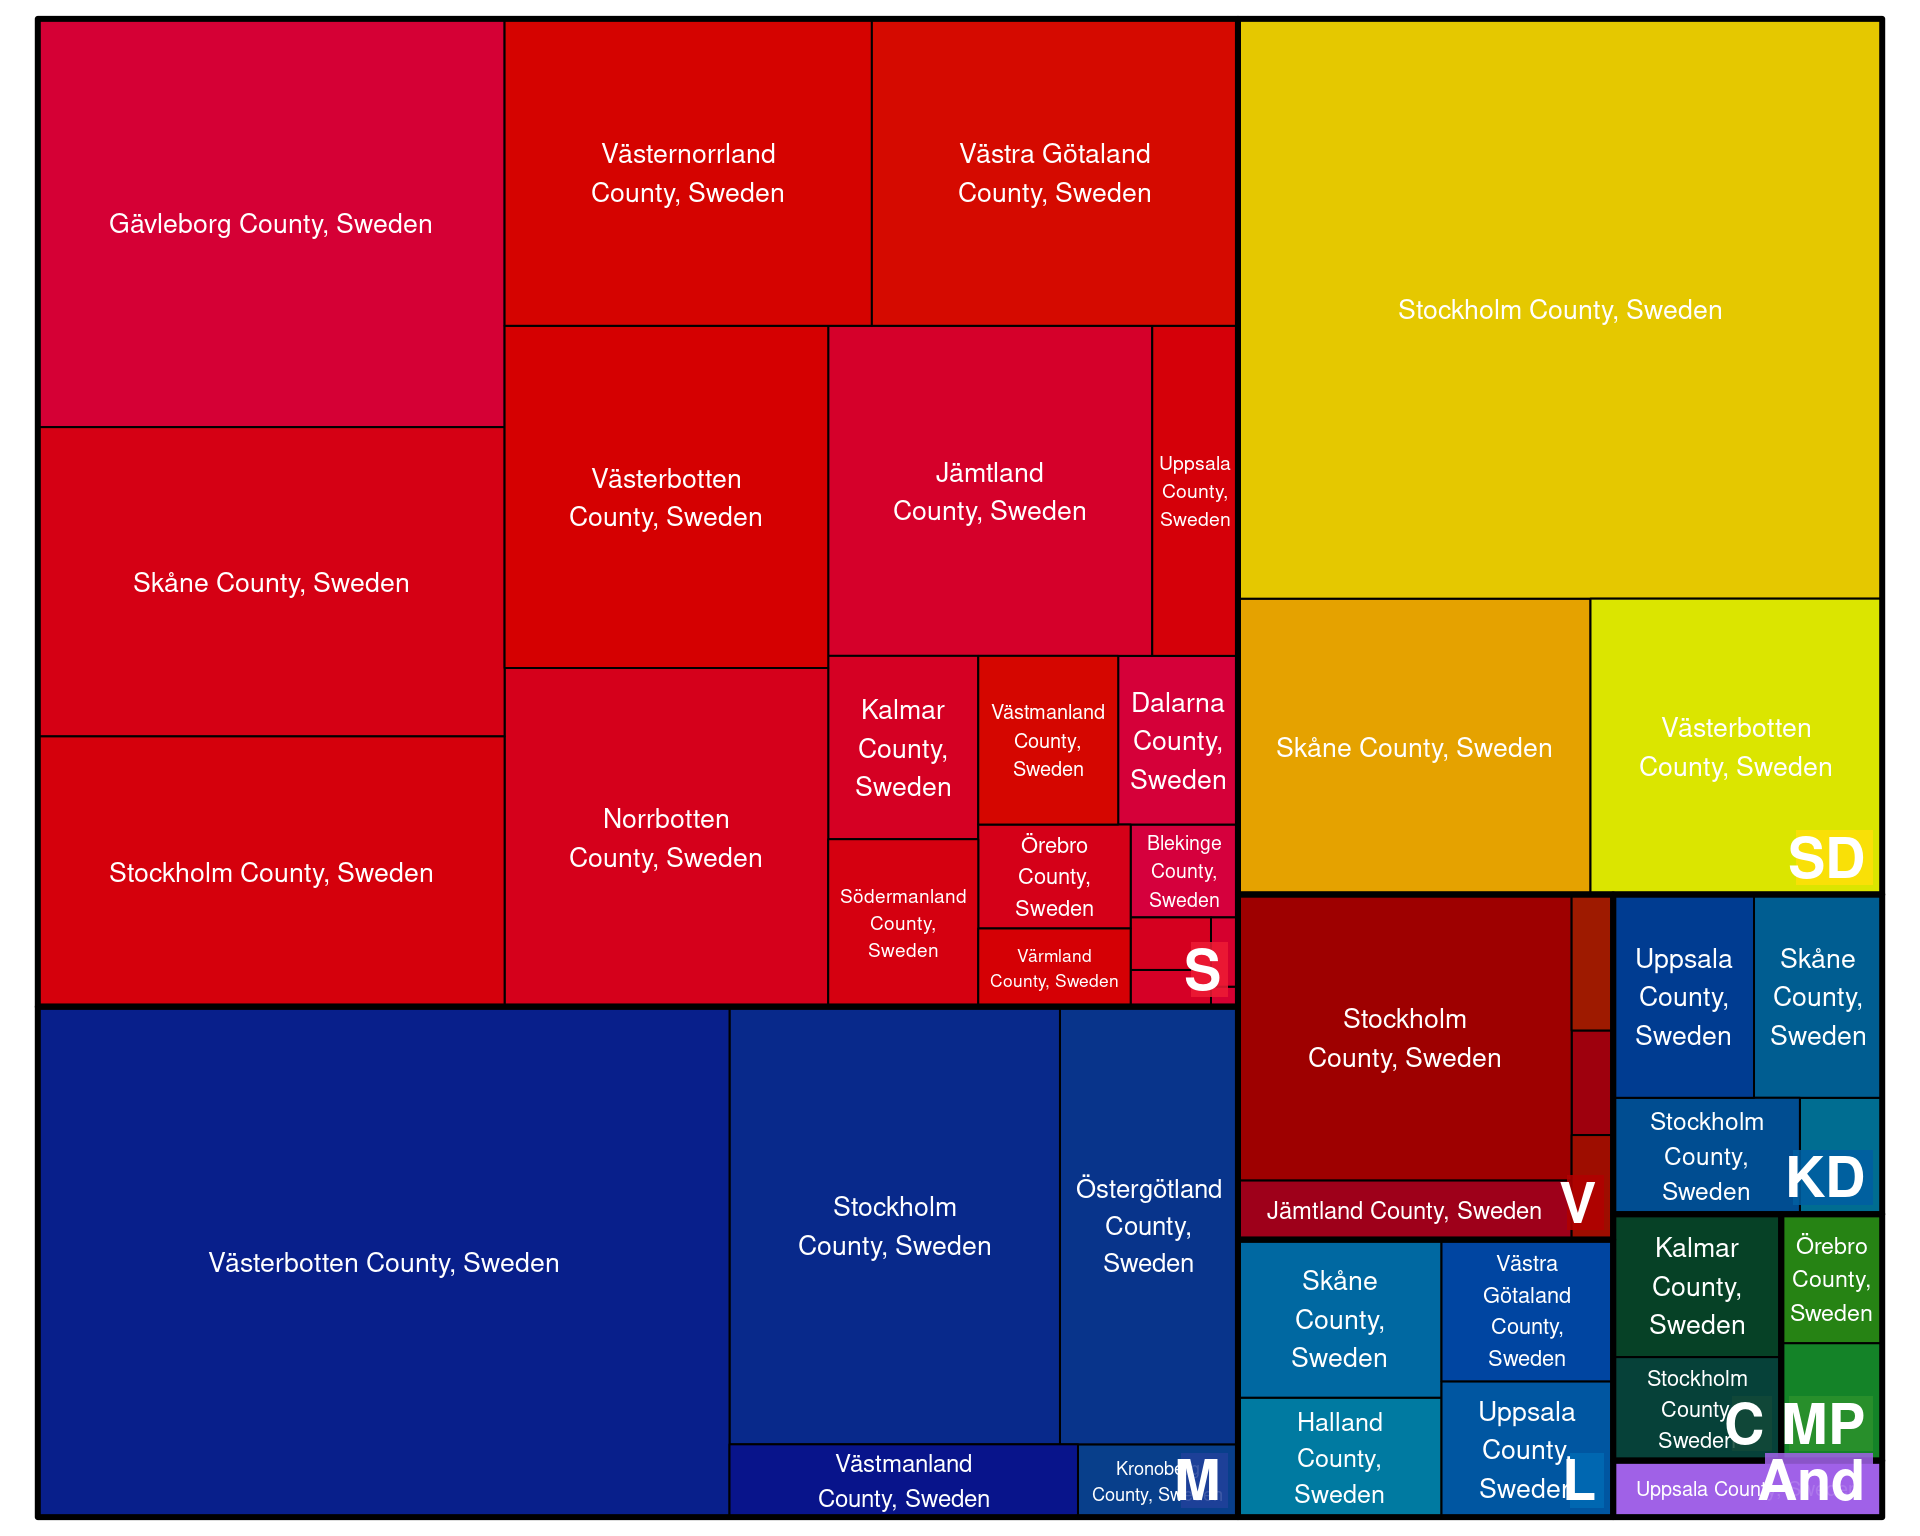 Gävleborg County, Sweden
Västernorrland
County, Sweden
Västra Götaland
County, Sweden
Skåne County, Sweden
Stockholm County, Sweden
Västerbotten
County, Sweden
Jämtland
County, Sweden
Uppsala
County,
Sweden
Norrbotten
County, Sweden
Kalmar
County,
Sweden
Västmanland
County,
Sweden
Dalarna
County,
Sweden
Södermanland
County,
Sweden
Örebro
County,
Sweden
Blekinge
County,
Sweden
Värmland
County, Sweden
S
Stockholm County, Sweden
Skåne County, Sweden
Västerbotten
County, Sweden
SD
Västerbotten County, Sweden
Stockholm
County, Sweden
Östergötland
County,
Sweden
Västmanland
County, Sweden
Kronoberg
County, Sweden
M
Stockholm
County, Sweden
Jämtland County, Sweden
V
Uppsala
County,
Sweden
Skåne
County,
Sweden
Stockholm
County,
Sweden
KD
Skåne
County,
Sweden
Västra
Götaland
County,
Sweden
Halland
County,
Sweden
Uppsala
County,
Sweden
L
Kalmar
County,
Sweden
Stockholm
County,
Sweden
C
Örebro
County,
Sweden
MP
Uppsala County, Sweden
And